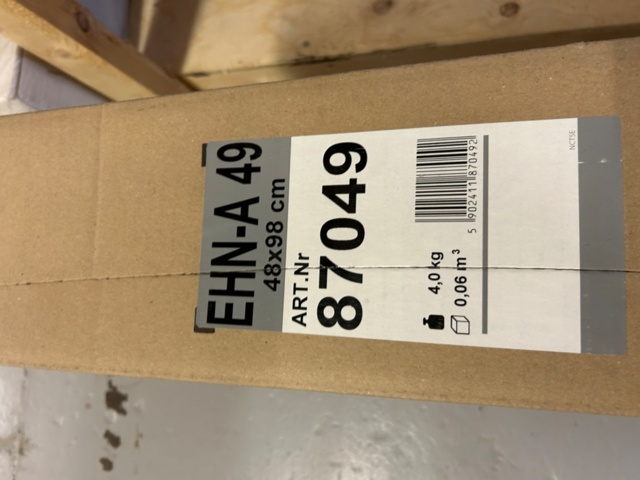 EHN-A 49
48x98 cm
ART.Nr
87049
5 902411 870492
4,0 kg
0,06 m³